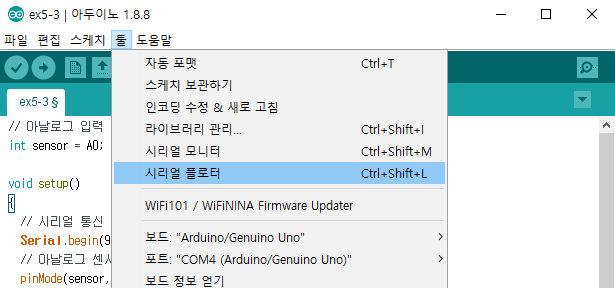 ex5-3 | 아두이노 1.8.8
파일 편집 스케치 툴 도움말
자동 포맷 Ctrl+T
스케치 보관하기
인코딩 수정 & 새로 고침
라이브러리 관리... Ctrl+Shift+I
시리얼 모니터 Ctrl+Shift+M
시리얼 플로터 Ctrl+Shift+L
WiFi101 / WiFiNINA Firmware Updater
보드: "Arduino/Genuino Uno"
포트: "COM4 (Arduino/Genuino Uno)"
보드 정보 얻기
ex5-3 §
// 아날로그 입력
int sensor = A0;
void setup()
{
// 시리얼 통신
Serial.begin(9
// 아날로그 센서
pinMode(sensor,